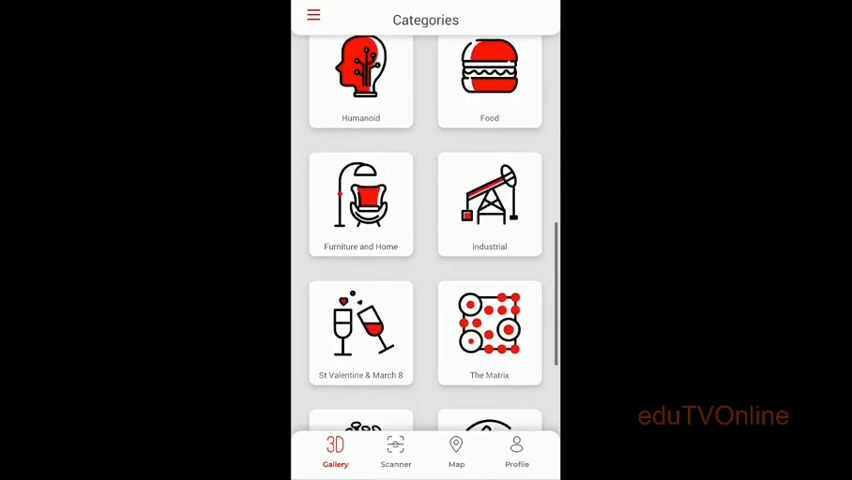 Categories
Humanoid
Food
Furniture and Home
Industrial
St Valentine & March 8
The Matrix
eduTVOnline
3D
Gallery
Scanner
Map
Profile